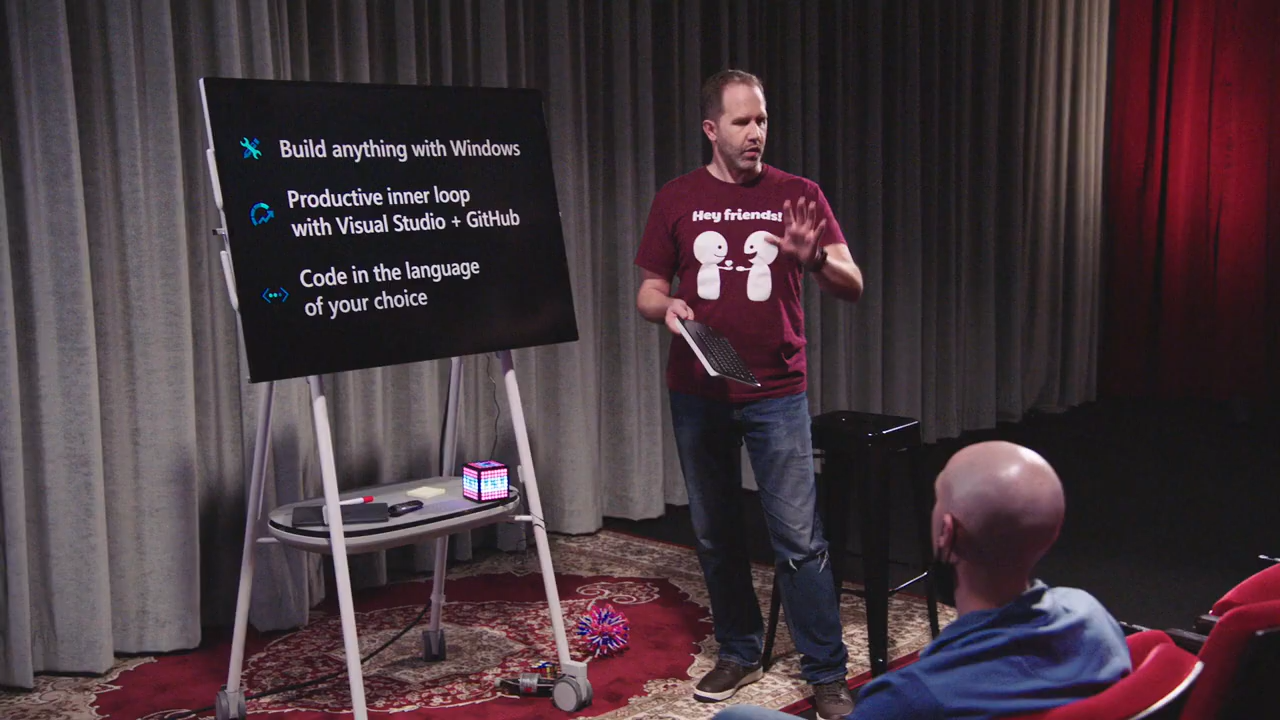 Build anything with Windows
Productive inner loop
with Visual Studio + GitHub
Code in the language
of your choice
Hey friends!